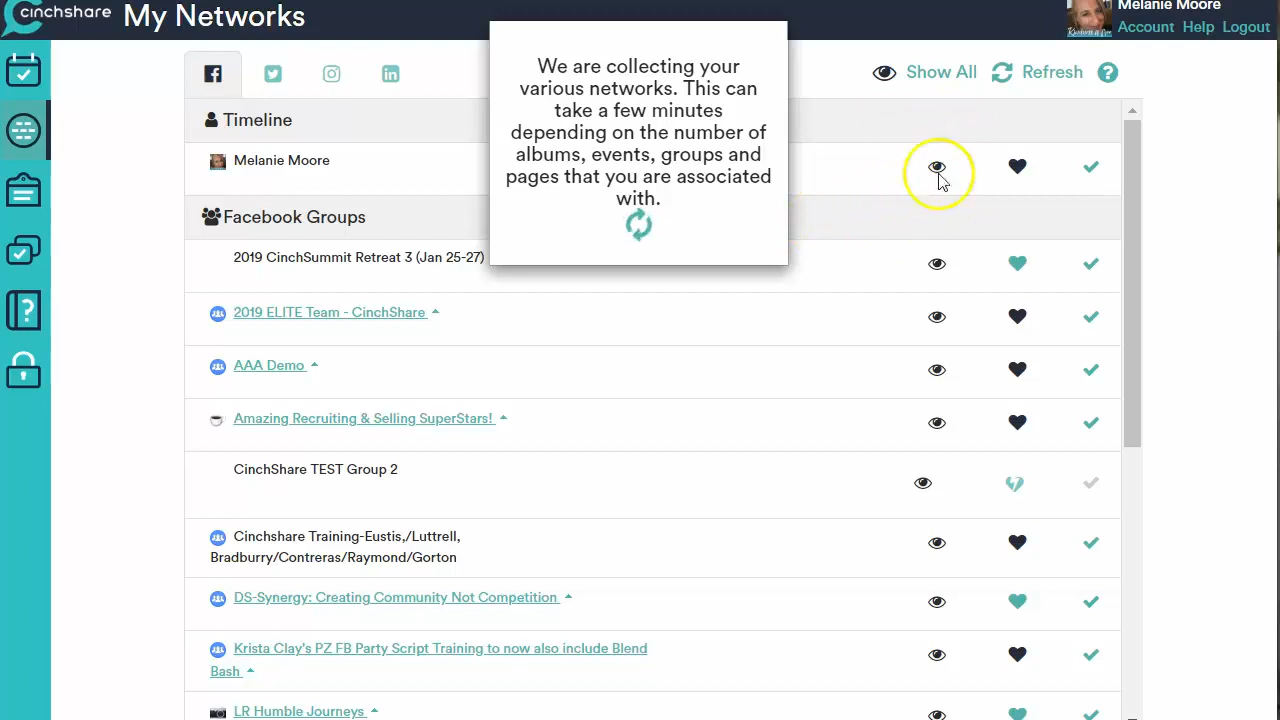 cinchshare
My Networks
Melanie Moore
Account Help Logout
Show All Refresh
We are collecting your
various networks. This can
take a few minutes
depending on the number of
albums, events, groups and
pages that you are associated
with.
Timeline
Melanie Moore
Facebook Groups
2019 CinchSummit Retreat 3 (Jan 25-27)
2019 ELITE Team - CinchShare
AAA Demo
Amazing Recruiting & Selling SuperStars!
CinchShare TEST Group 2
Cinchshare Training-Eustis,/Luttrell,
Bradburry/Contreras/Raymond/Gorton
DS-Synergy: Creating Community Not Competition
Krista Clay's PZ FB Party Script Training to now also include Blend
Bash
LR Humble Journeys